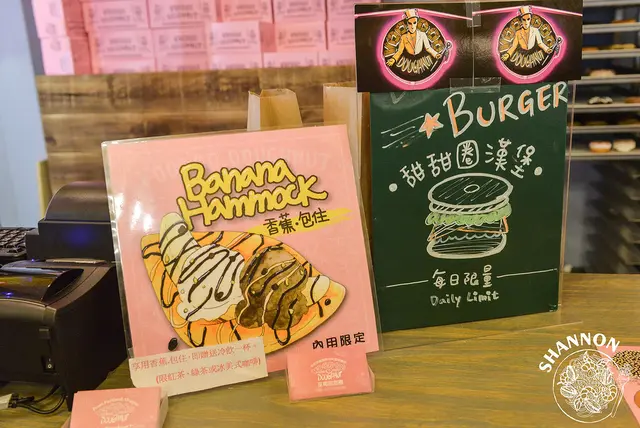 Banana
Hammock
香蕉·包住
內用限定
享用香蕉.包住,即贈送冷飲一杯。
(限紅茶、綠茶或冰美式咖啡)
DOUGHNUT
DOUGHNUT
BURGER
甜甜圈漢堡
每日限量
Daily Limit
SHANNON